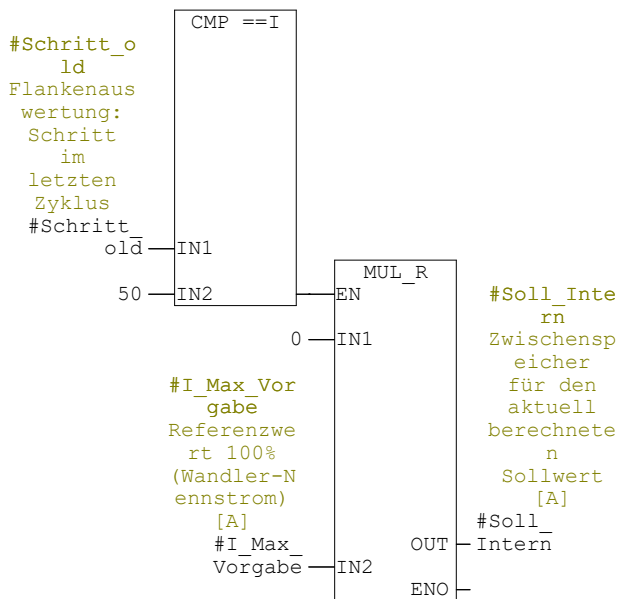 CMP ==I
#Schritt_o
ld
Flankenaus
wertung:
Schritt
im
letzten
Zyklus
#Schritt_
old
IN1
50
IN2
MUL_R
EN
0
IN1
#I_Max_Vor
gabe
Referenzwe
rt 100%
(Wandler-N
ennstrom)
[A]
#I_Max_
Vorgabe
IN2
#Soll_Inte
rn
Zwischensp
eicher
für den
aktuell
berechnete
n
Sollwert
[A]
#Soll_
OUT
Intern
ENO